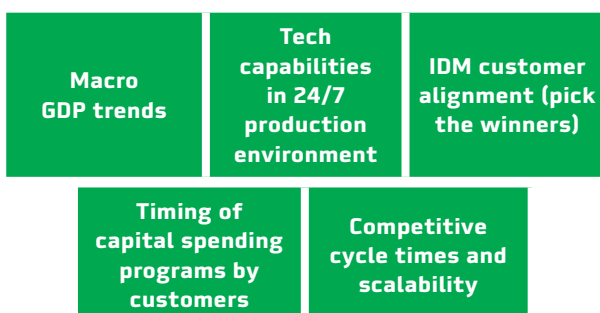 Macro
GDP trends
Tech
capabilities
in 24/7
production
environment
IDM customer
alignment (pick
the winners)
Timing of
capital spending
programs by
customers
Competitive
cycle times and
scalability